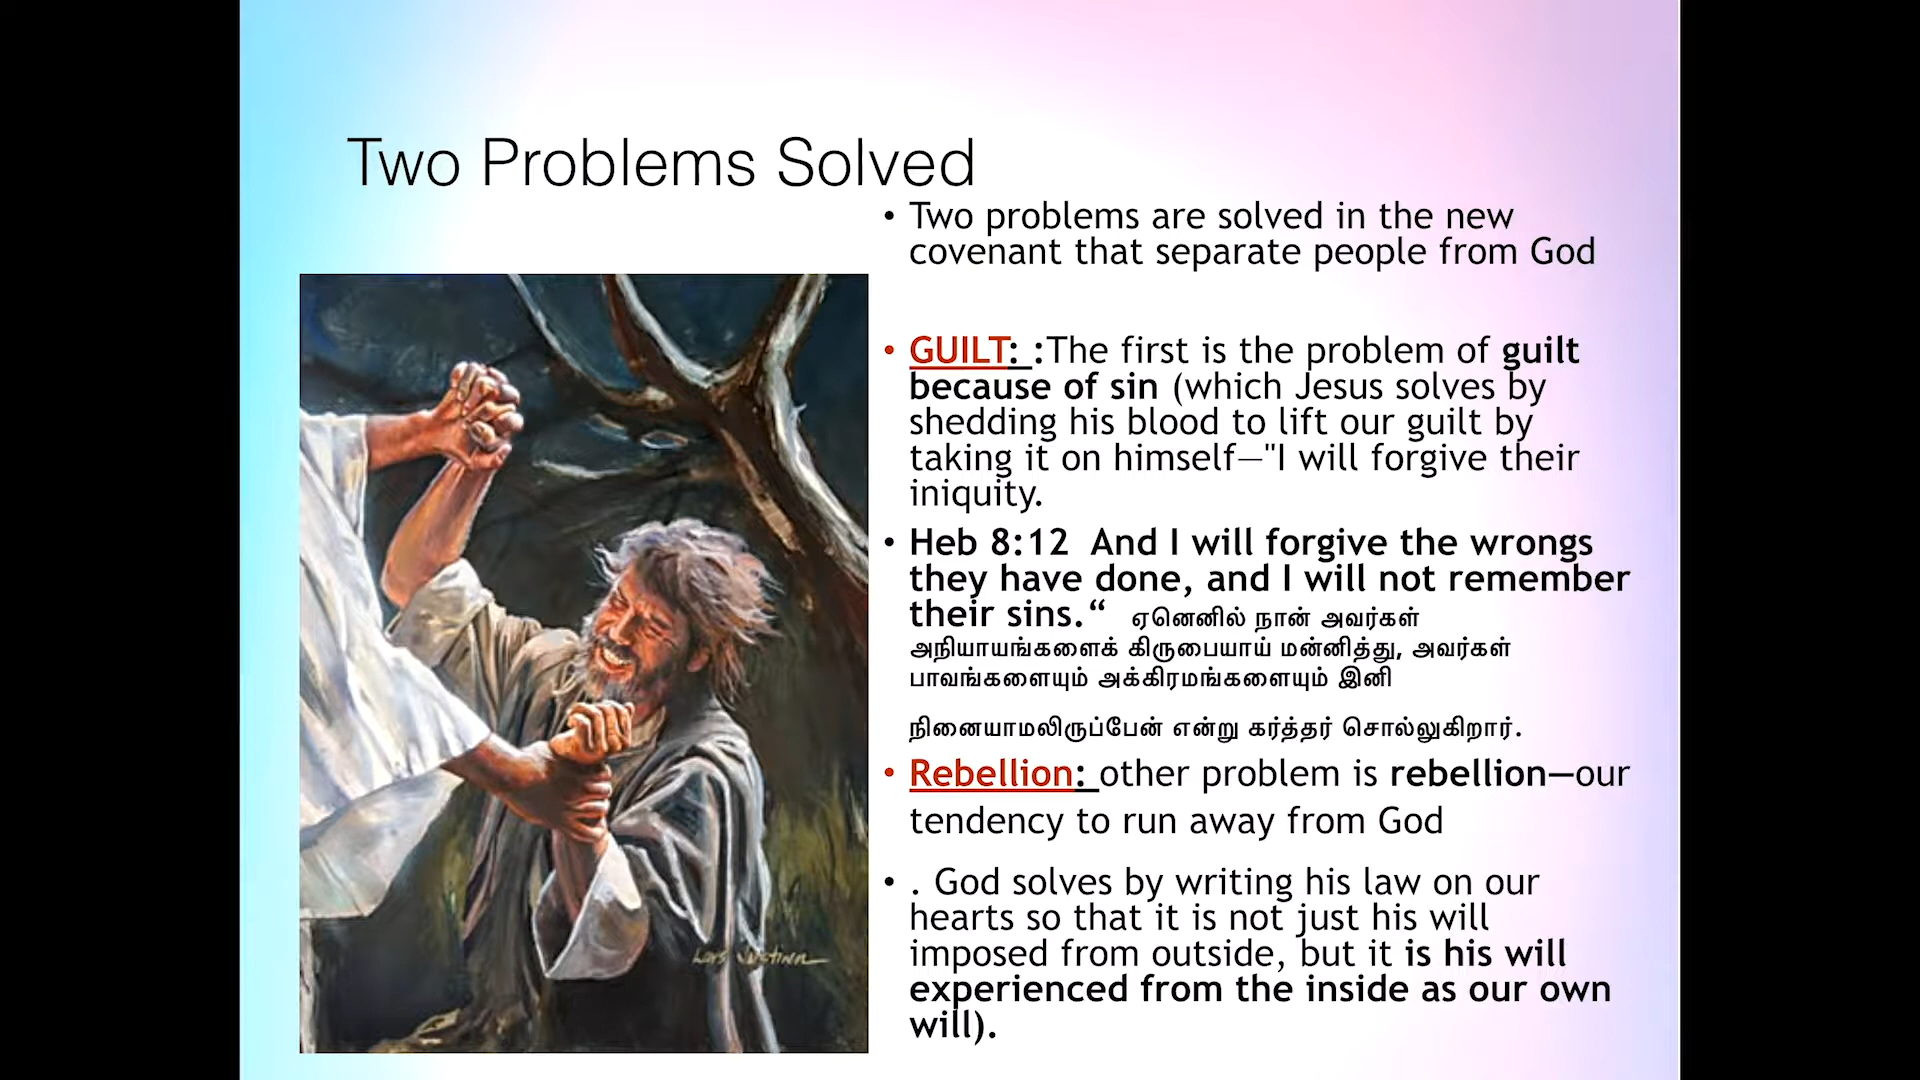 Two Problems Solved
• Two problems are solved in the new
covenant that separate people from God
• GUILT: :The first is the problem of guilt
because of sin (which Jesus solves by
shedding his blood to lift our guilt by
taking it on himself—"I will forgive their
iniquity.
• Heb 8:12 And I will forgive the wrongs
they have done, and I will not remember
their sins.“ ஏனெனில் நான் அவர்கள்
அநியாயங்களைக் கிருபையாய் மன்னித்து, அவர்கள்
பாவங்களையும் அக்கிரமங்களையும் இனி
நினையாமலிருப்பேன் என்று கர்த்தர் சொல்லுகிறார்.
• Rebellion: other problem is rebellion—our
tendency to run away from God
• . God solves by writing his law on our
hearts so that it is not just his will
imposed from outside, but it is his will
experienced from the inside as our own
will).